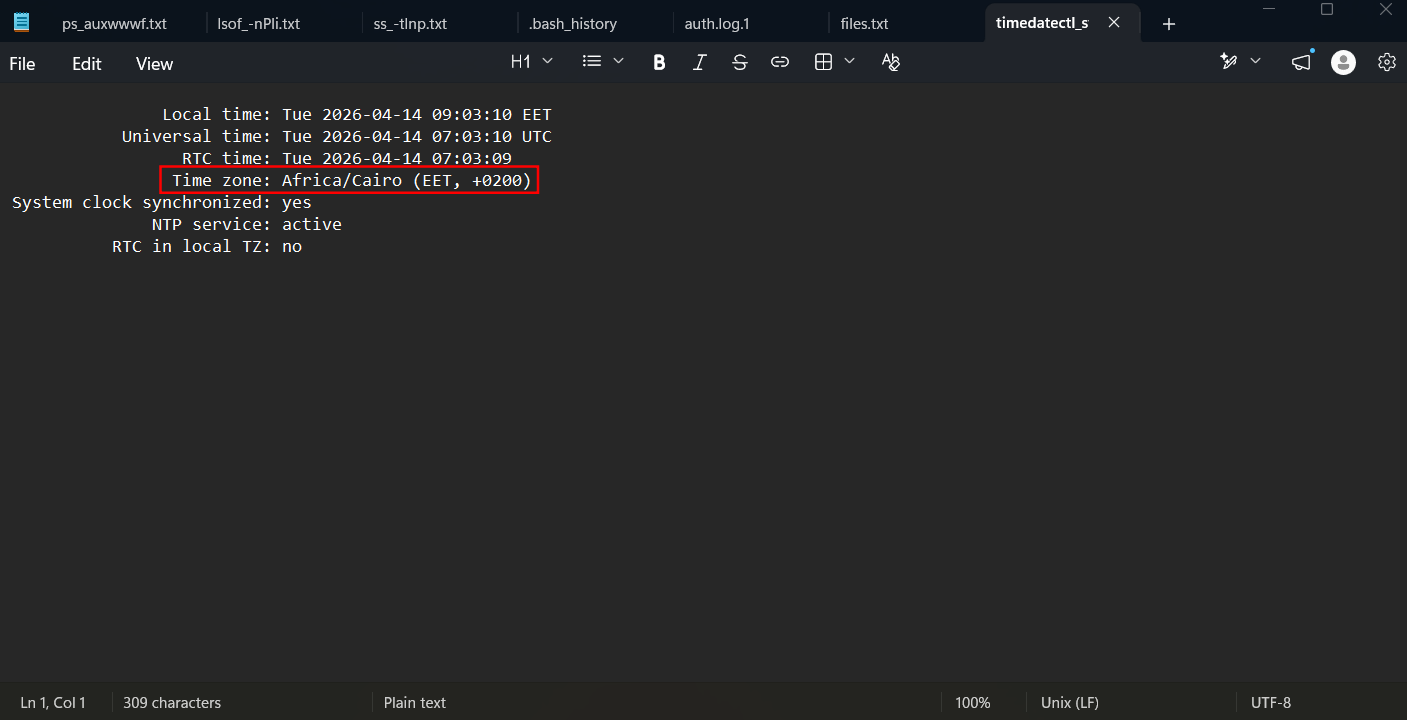 ps_auxwwwf.txt lsof_-nPli.txt ss_-tlnp.txt .bash_history auth.log.1 files.txt timedatectl_s
File Edit View H1 B I S
Local time: Tue 2026-04-14 09:03:10 EET
Universal time: Tue 2026-04-14 07:03:10 UTC
RTC time: Tue 2026-04-14 07:03:09
Time zone: Africa/Cairo (EET, +0200)
System clock synchronized: yes
NTP service: active
RTC in local TZ: no
Ln 1, Col 1 309 characters Plain text 100% Unix (LF) UTF-8